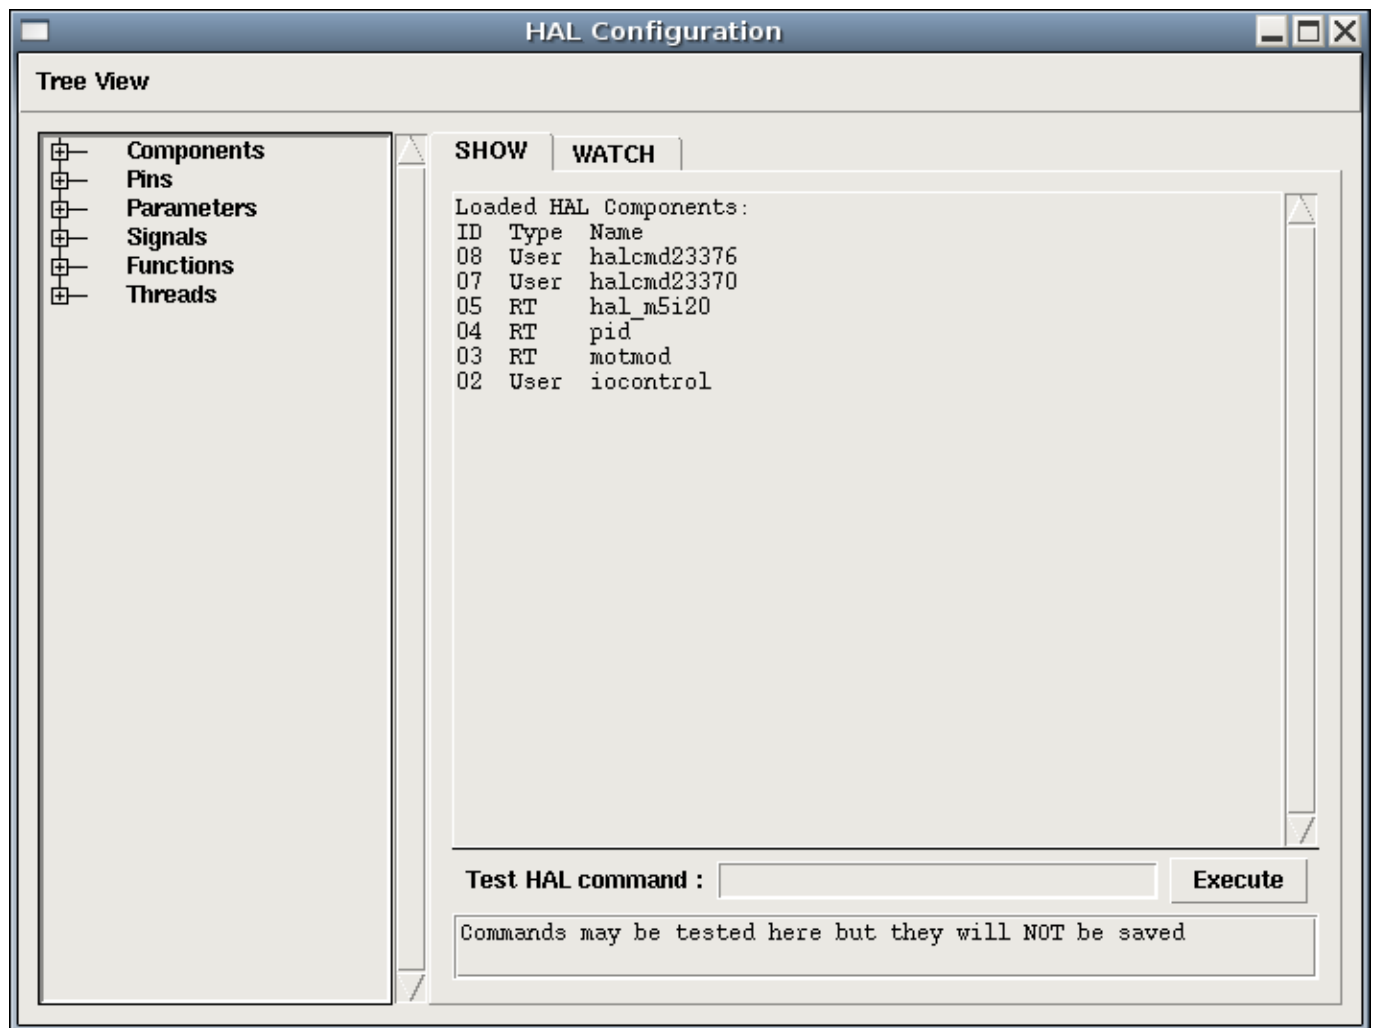 HAL Configuration
Tree View
Components
Pins
Parameters
Signals
Functions
Threads
SHOW
WATCH
Loaded HAL Components:
ID Type Name
08 User halcmd23376
07 User halcmd23370
05 RT hal_m5i20
04 RT pid
03 RT motmod
02 User iocontrol
Test HAL command :
Execute
Commands may be tested here but they will NOT be saved